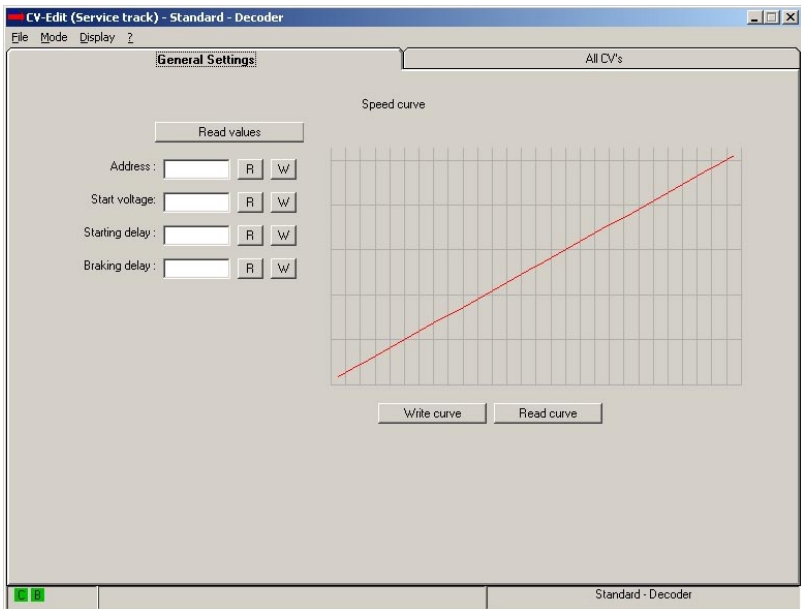 CV-Edit (Service track) - Standard - Decoder
File Mode Display ?
General Settings All CV's
Speed curve
Read values
Address : R W
Start voltage: R W
Starting delay : R W
Braking delay : R W
Write curve Read curve
C B Standard - Decoder